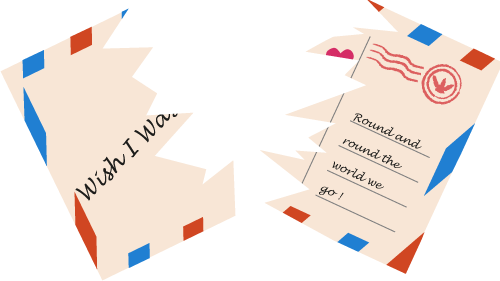 Wish I Wa
Round and
round the
world we
go !